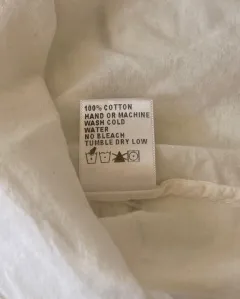 100% COTTON
HAND OR MACHINE
WASH COLD
WATER
NO BLEACH
TUMBLE DRY LOW